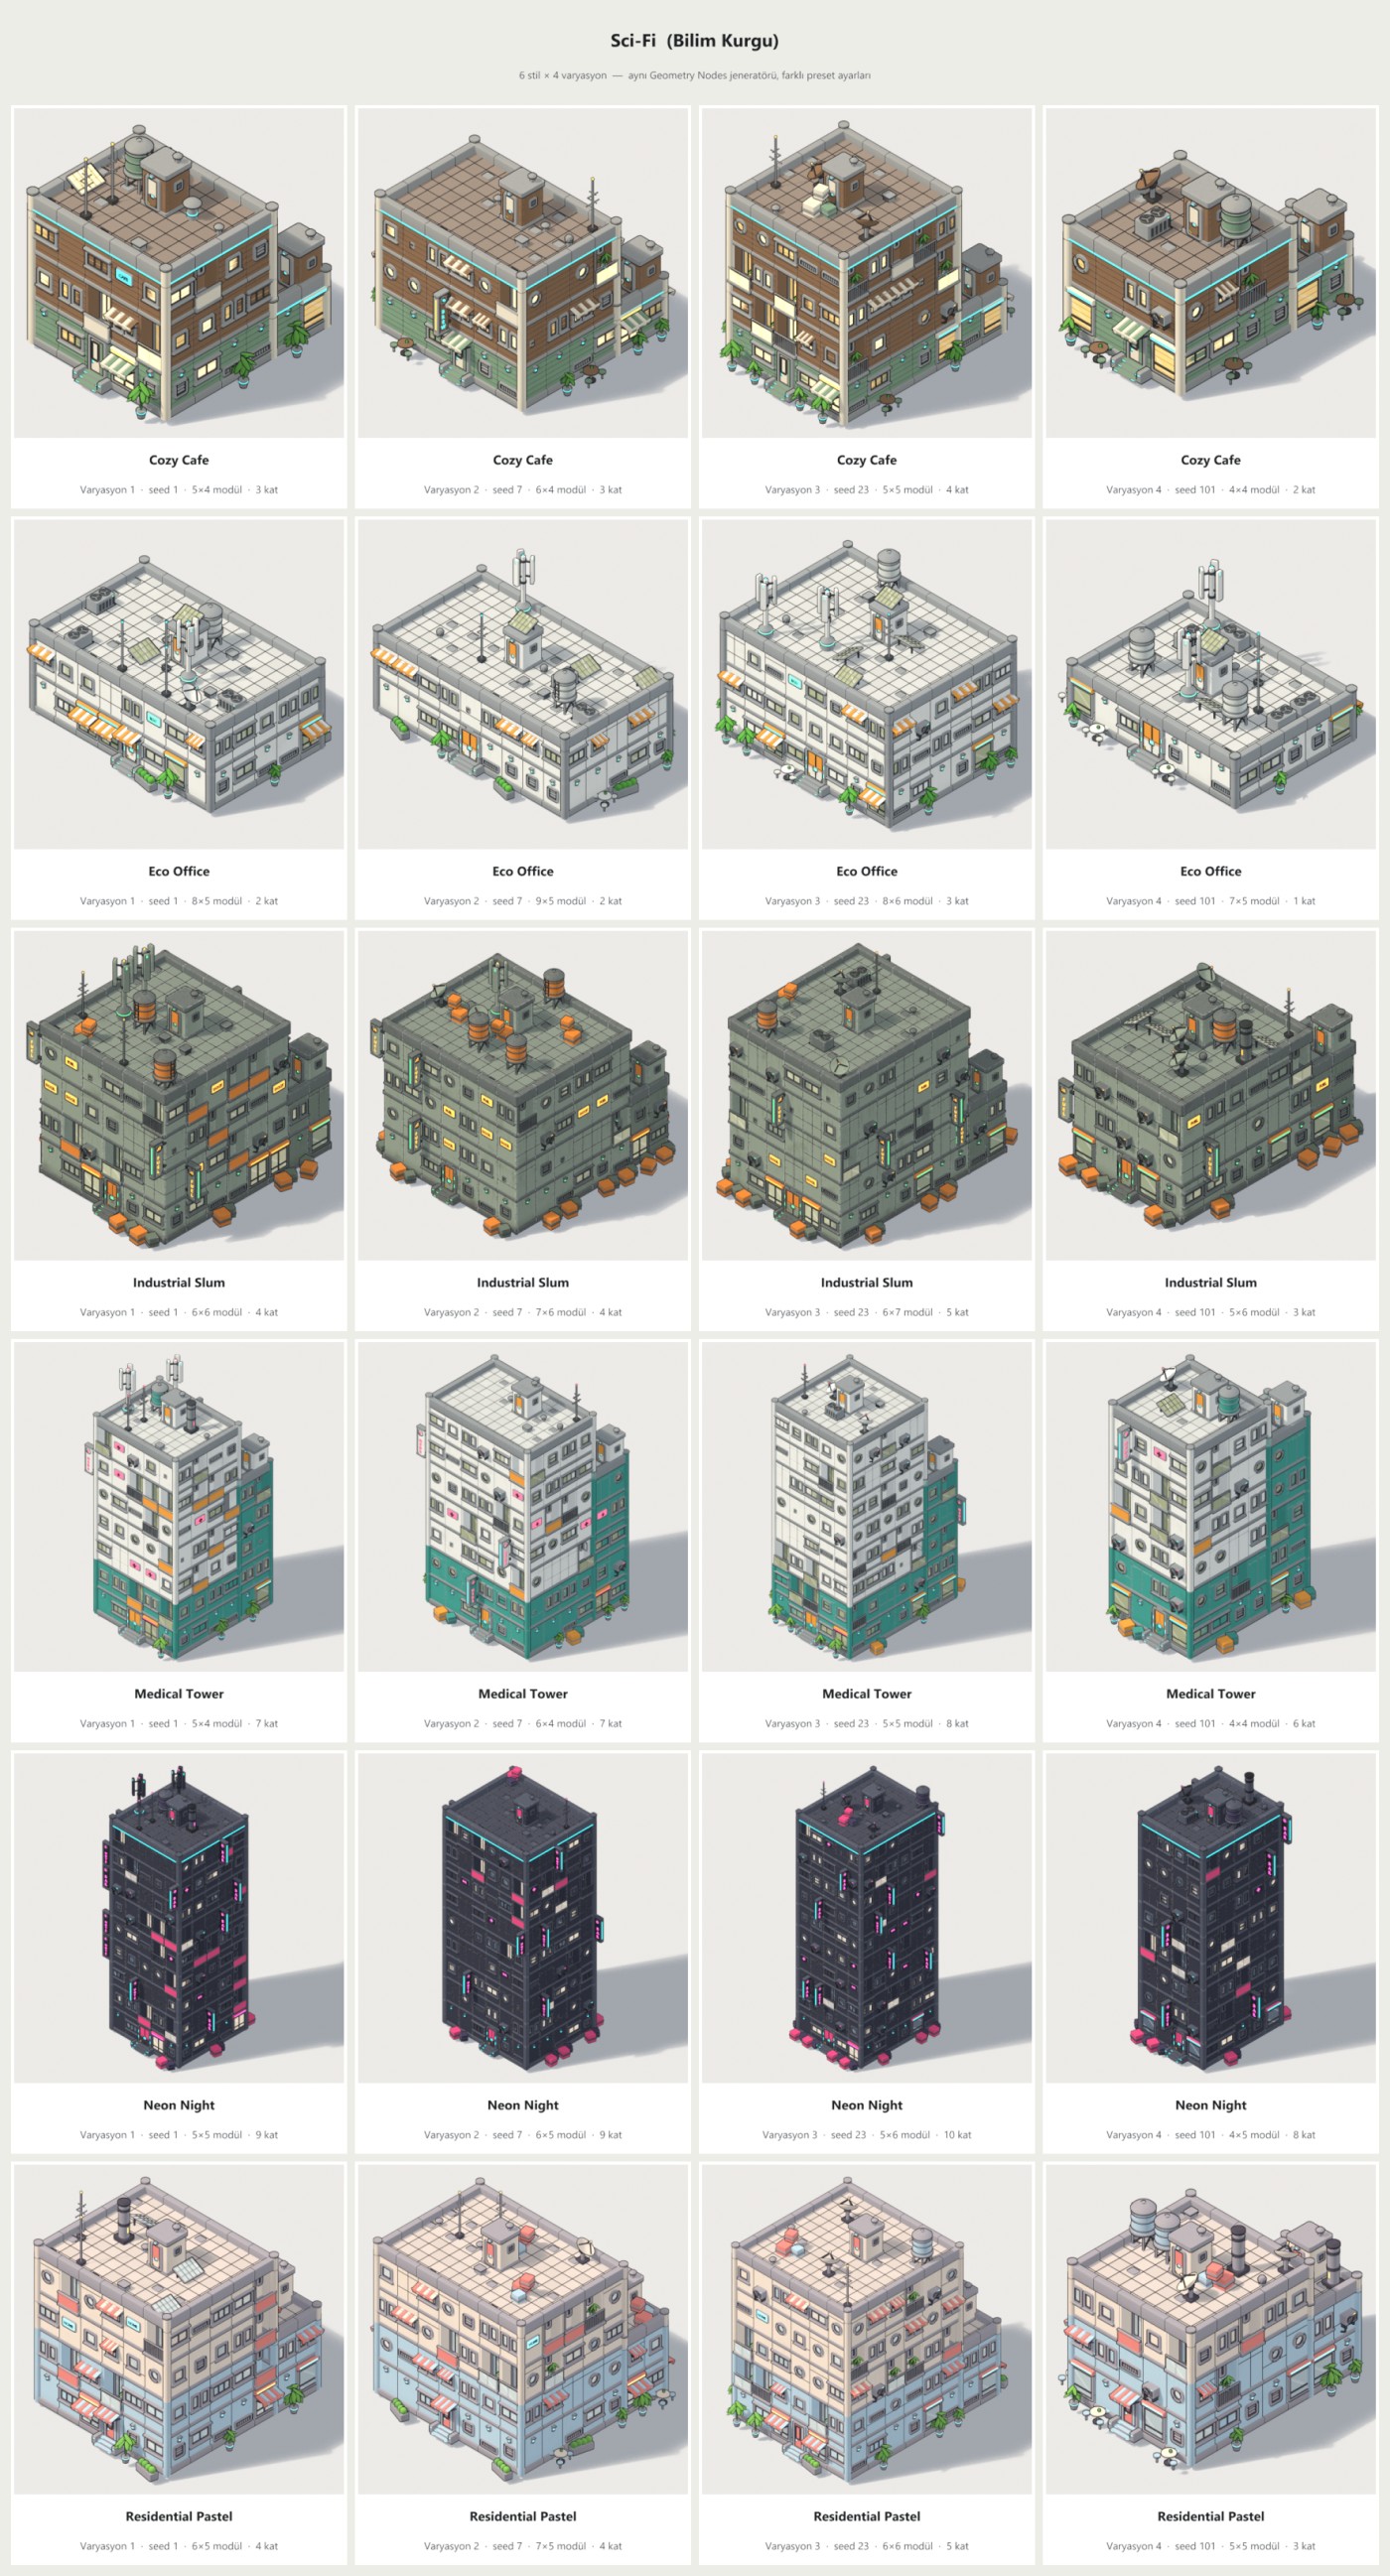 Sci-Fi (Bilim Kurgu)
6 stil × 4 varyasyon — aynı Geometry Nodes jeneratörü, farklı preset ayarları
Cozy Cafe
Varyasyon 1 · seed 1 · 5×4 modül · 3 kat
Cozy Cafe
Varyasyon 2 · seed 7 · 6×4 modül · 3 kat
Cozy Cafe
Varyasyon 3 · seed 23 · 5×5 modül · 4 kat
Cozy Cafe
Varyasyon 4 · seed 101 · 4×4 modül · 2 kat
Eco Office
Varyasyon 1 · seed 1 · 8×5 modül · 2 kat
Eco Office
Varyasyon 2 · seed 7 · 9×5 modül · 2 kat
Eco Office
Varyasyon 3 · seed 23 · 8×6 modül · 3 kat
Eco Office
Varyasyon 4 · seed 101 · 7×5 modül · 1 kat
Industrial Slum
Varyasyon 1 · seed 1 · 6×6 modül · 4 kat
Industrial Slum
Varyasyon 2 · seed 7 · 7×6 modül · 4 kat
Industrial Slum
Varyasyon 3 · seed 23 · 6×7 modül · 5 kat
Industrial Slum
Varyasyon 4 · seed 101 · 5×6 modül · 3 kat
Medical Tower
Varyasyon 1 · seed 1 · 5×4 modül · 7 kat
Medical Tower
Varyasyon 2 · seed 7 · 6×4 modül · 7 kat
Medical Tower
Varyasyon 3 · seed 23 · 5×5 modül · 8 kat
Medical Tower
Varyasyon 4 · seed 101 · 4×4 modül · 6 kat
Neon Night
Varyasyon 1 · seed 1 · 5×5 modül · 9 kat
Neon Night
Varyasyon 2 · seed 7 · 6×5 modül · 9 kat
Neon Night
Varyasyon 3 · seed 23 · 5×6 modül · 10 kat
Neon Night
Varyasyon 4 · seed 101 · 4×5 modül · 8 kat
Residential Pastel
Varyasyon 1 · seed 1 · 6×5 modül · 4 kat
Residential Pastel
Varyasyon 2 · seed 7 · 7×5 modül · 4 kat
Residential Pastel
Varyasyon 3 · seed 23 · 6×6 modül · 5 kat
Residential Pastel
Varyasyon 4 · seed 101 · 5×5 modül · 3 kat